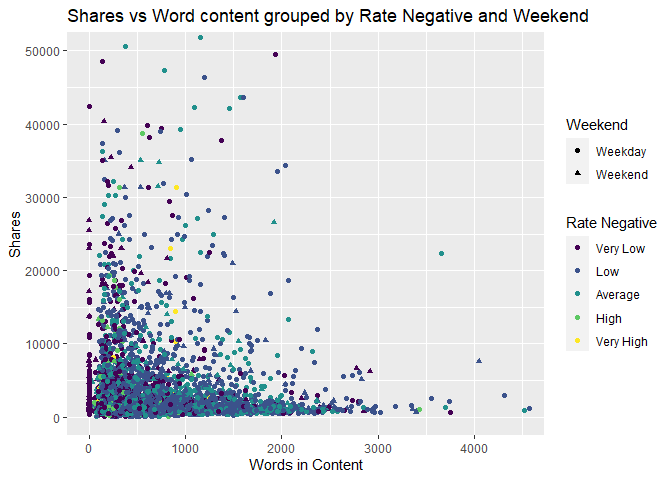 Shares vs Word content grouped by Rate Negative and Weekend
50000
40000
30000
20000
10000
0
Shares
0 1000 2000 3000 4000
Words in Content
Weekend
Weekday
Weekend
Rate Negative
Very Low
Low
Average
High
Very High